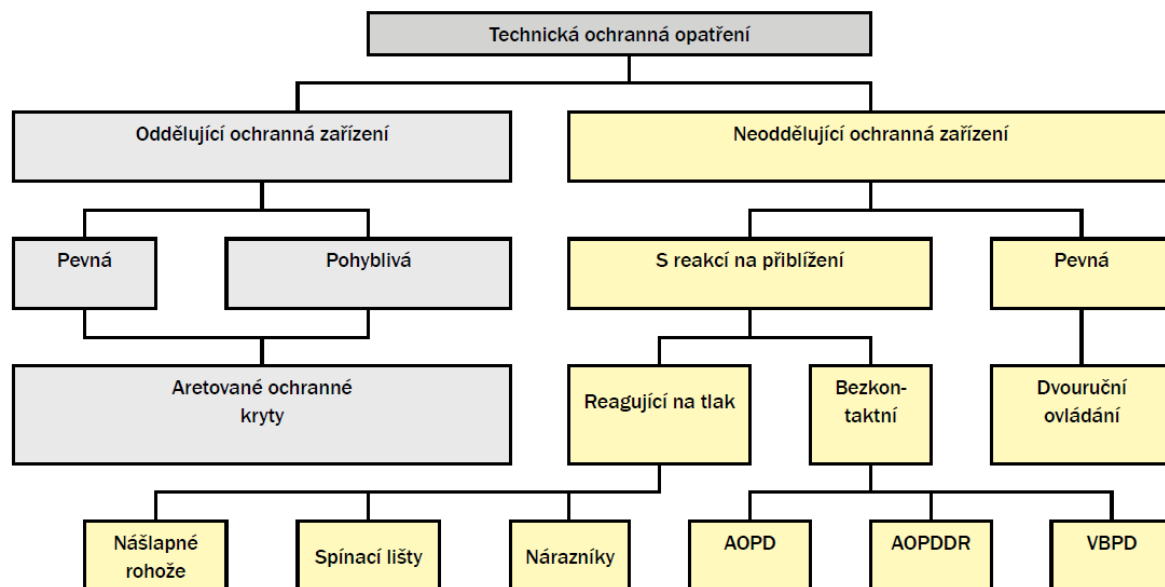 Technická ochranná opatření
Oddělující ochranná zařízení
Neoddělující ochranná zařízení
Pevná
Pohyblivá
S reakcí na přiblížení
Pevná
Aretované ochranné
kryty
Reagující na tlak
Bezkon-
taktní
Dvouruční
ovládání
Nášlapné
rohože
Spínací lišty
Nárazníky
AOPD
AOPDDR
VBPD